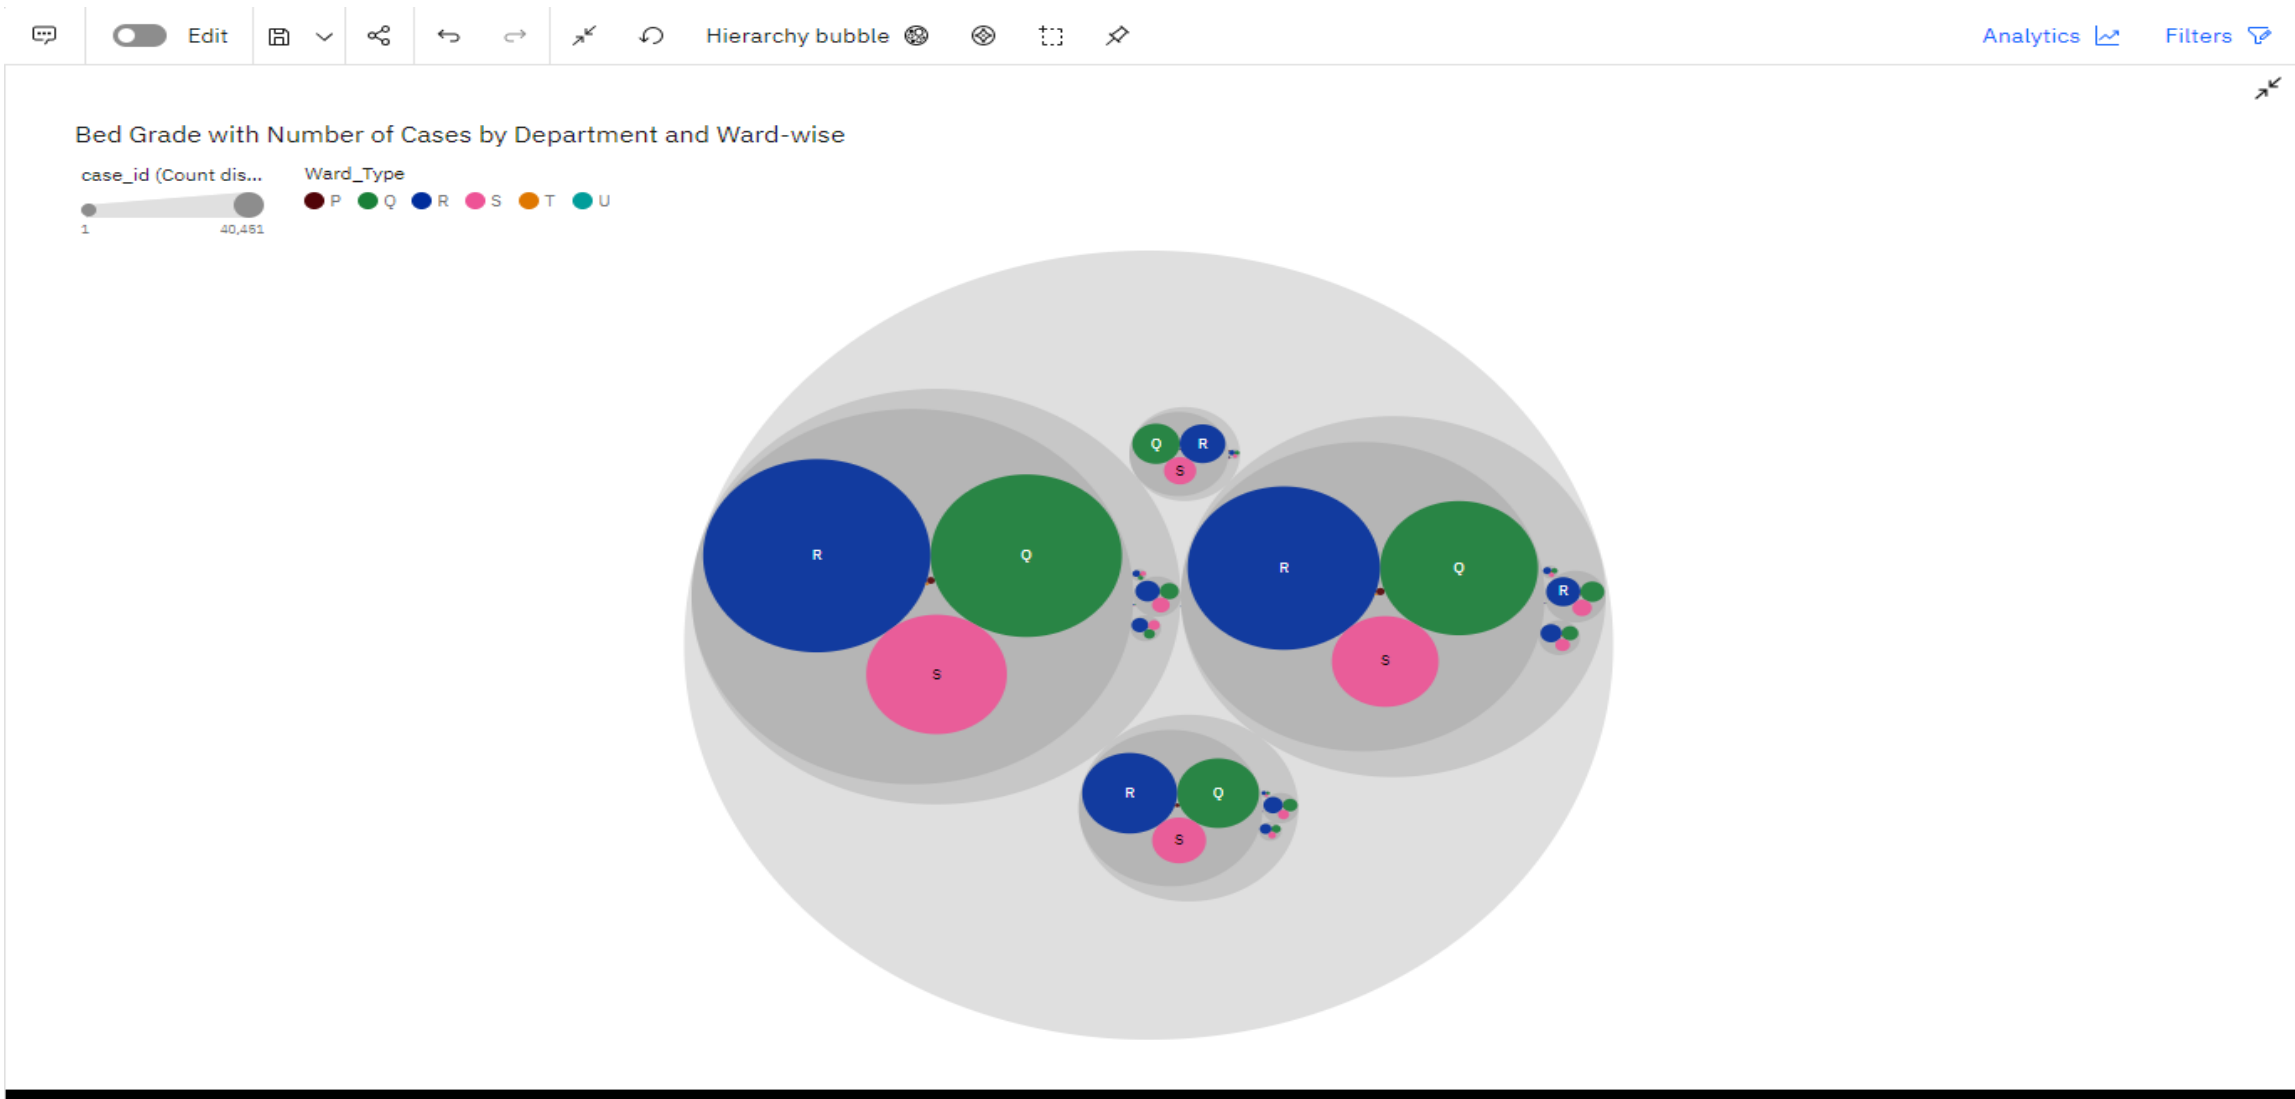 Edit Hierarchy bubble Analytics Filters
Bed Grade with Number of Cases by Department and Ward-wise
case_id (Count dis... Ward_Type
P Q R S T U
1 40,451
Q R
S
R Q
R Q
R
S
S
R Q
S